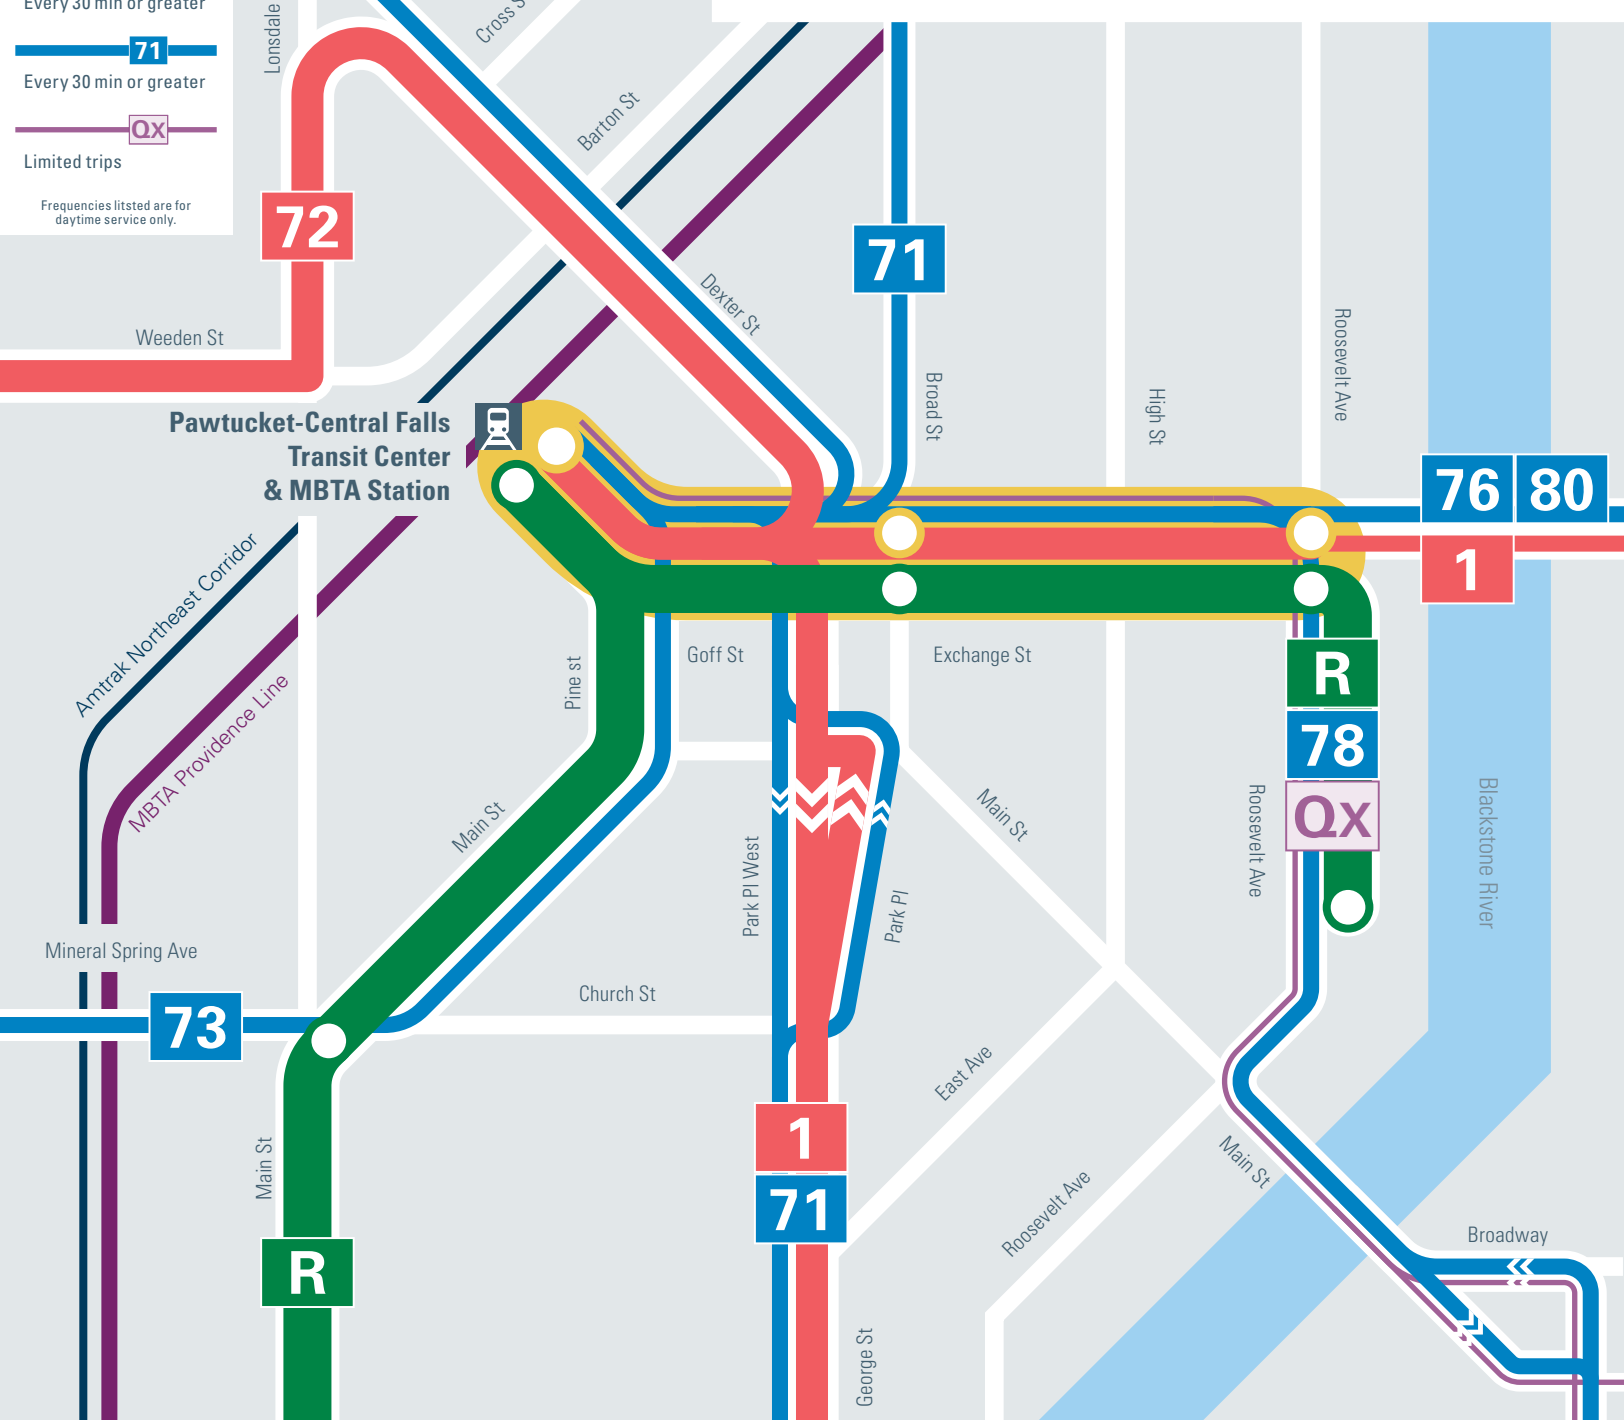 Every 30 min or greater
71
Every 30 min or greater
QX
Limited trips
Frequencies litsted are for
daytime service only.
Lonsdale
Cross S
Barton St
72
71
Dexter St
Weeden St
Broad St
High St
Roosevelt Ave
Pawtucket-Central Falls
Transit Center
& MBTA Station
76
80
1
Amtrak Northeast Corridor
MBTA Providence Line
Pine st
Goff St
Exchange St
R
78
QX
Main St
Main St
Park Pl West
Park Pl
Roosevelt Ave
Blackstone River
Mineral Spring Ave
73
Church St
East Ave
Main St
1
71
Main St
Roosevelt Ave
Broadway
R
George St